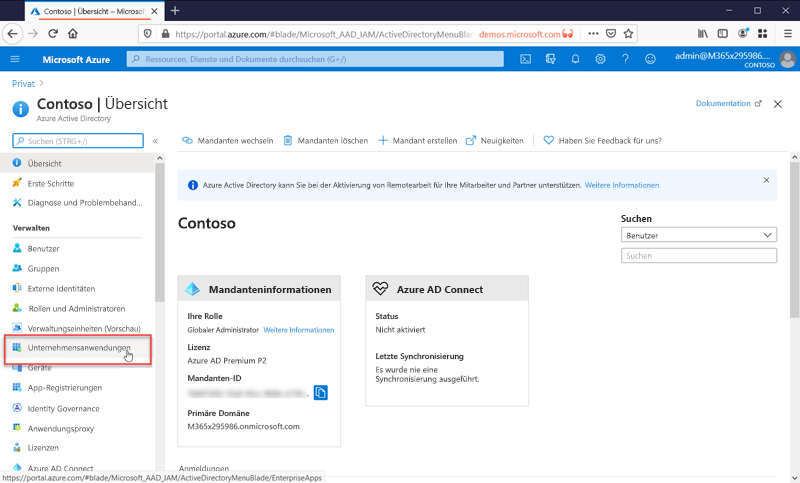 Contoso | Übersicht – Microsoft
https://portal.azure.com/#blade/Microsoft_AAD_IAM/ActiveDirectoryMenuBlade demos.microsoft.com
Microsoft Azure
Ressourcen, Dienste und Dokumente durchsuchen (G+/)
admin@M365x295986....
CONTOSO
Privat
Contoso | Übersicht
Azure Active Directory
Dokumentation
Suchen (STRG+/)
Mandanten wechseln
Mandanten löschen
Mandant erstellen
Neuigkeiten
Haben Sie Feedback für uns?
Übersicht
Erste Schritte
Diagnose und Problembehand...
Verwalten
Benutzer
Gruppen
Externe Identitäten
Rollen und Administratoren
Verwaltungseinheiten (Vorschau)
Unternehmensanwendungen
Geräte
App-Registrierungen
Identity Governance
Anwendungsproxy
Lizenzen
Azure AD Connect
Azure Active Directory kann Sie bei der Aktivierung von Remotearbeit für Ihre Mitarbeiter und Partner unterstützen. Weitere Informationen
Contoso
Suchen
Benutzer
Suchen
Mandanteninformationen
Ihre Rolle
Globaler Administrator Weitere Informationen
Lizenz
Azure AD Premium P2
Mandanten-ID
Primäre Domäne
M365x295986.onmicrosoft.com
Azure AD Connect
Status
Nicht aktiviert
Letzte Synchronisierung
Es wurde nie eine
Synchronisierung ausgeführt.
Anmeldungen
https://portal.azure.com/#blade/Microsoft_AAD_IAM/ActiveDirectoryMenuBlade/EnterpriseApps